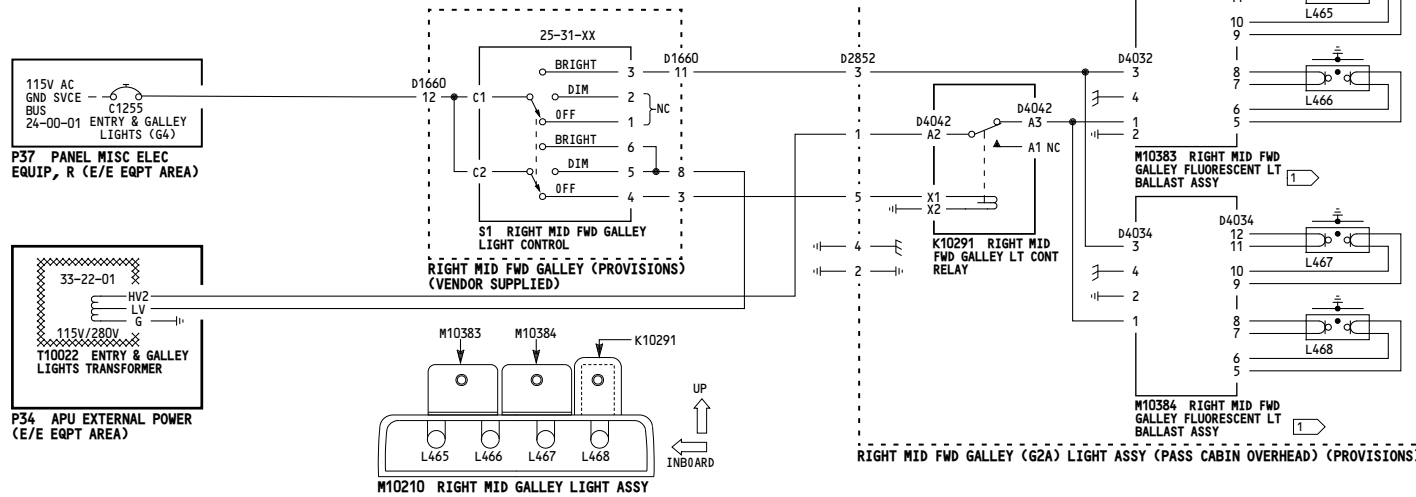 115V AC
GND SVCE
BUS
24-00-01
C1255
ENTRY & GALLEY
LIGHTS (G4)
P37 PANEL MISC ELEC
EQUIP, R (E/E EQPT AREA)
33-22-01
HV2
LV
G
115V/280V
T10022 ENTRY & GALLEY
LIGHTS TRANSFORMER
P34 APU EXTERNAL POWER
(E/E EQPT AREA)
25-31-XX
D1660
12
C1
C2
BRIGHT
DIM
OFF
BRIGHT
DIM
OFF
3
2
1
NC
6
5
4
D1660
11
8
3
S1 RIGHT MID FWD GALLEY
LIGHT CONTROL
RIGHT MID FWD GALLEY (PROVISIONS)
(VENDOR SUPPLIED)
M10383
M10384
K10291
L465
L466
L467
L468
UP
INBOARD
M10210 RIGHT MID GALLEY LIGHT ASSY
D2852
3
1
5
4
2
D4042
A2
D4042
A3
A1 NC
X1
X2
K10291 RIGHT MID
FWD GALLEY LT CONT
RELAY
D4032
3
4
1
2
10
9
8
7
6
5
L465
L466
M10383 RIGHT MID FWD
GALLEY FLUORESCENT LT
BALLAST ASSY
1
D4034
3
4
2
1
D4034
12
11
10
9
8
7
6
5
L467
L468
M10384 RIGHT MID FWD
GALLEY FLUORESCENT LT
BALLAST ASSY
1
RIGHT MID FWD GALLEY (G2A) LIGHT ASSY (PASS CABIN OVERHEAD) (PROVISIONS)